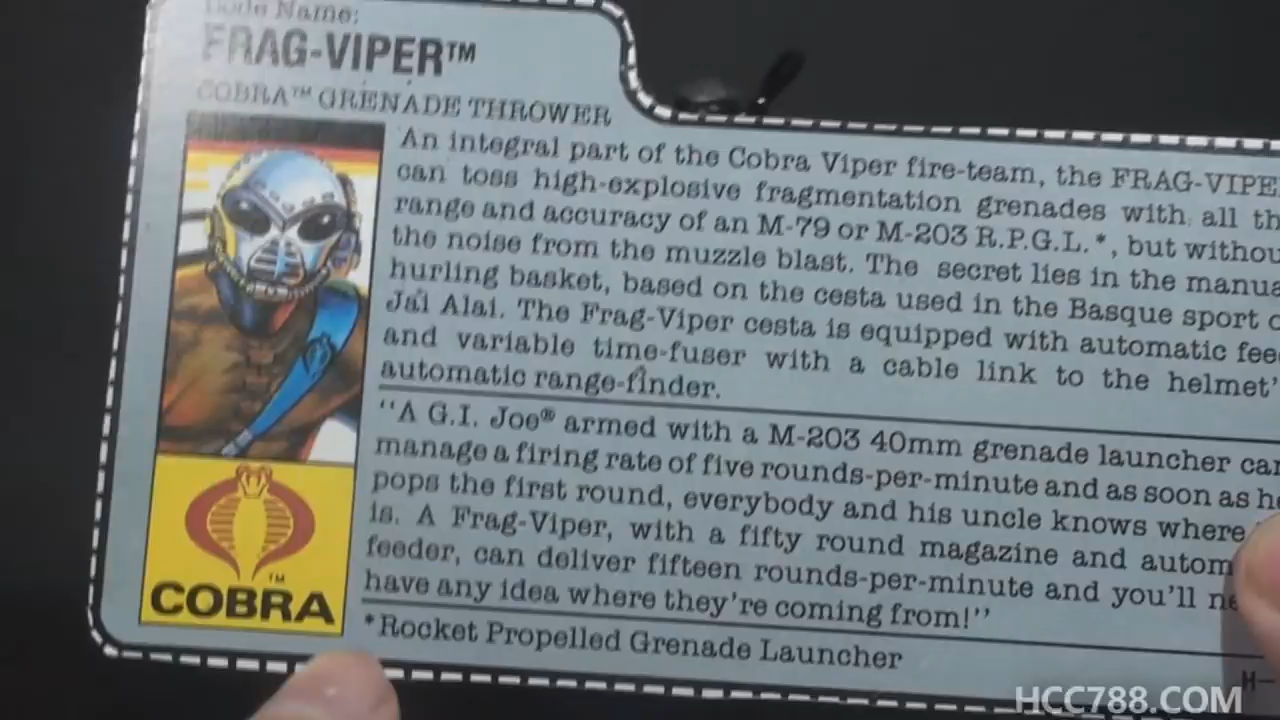 Code Name:
FRAG-VIPER™
COBRA™ GRENADE THROWER
An integral part of the Cobra Viper fire-team, the FRAG-VIPE
can toss high-explosive fragmentation grenades with all th
range and accuracy of an M-79 or M-203 R.P.G.L.*, but withou
the noise from the muzzle blast. The secret lies in the manua
hurling basket, based on the cesta used in the Basque sport o
Jai Alai. The Frag-Viper cesta is equipped with automatic fee
and variable time-fuser with a cable link to the helmet'
automatic range-finder.
"A G.I. Joe® armed with a M-203 40mm grenade launcher can
manage a firing rate of five rounds-per-minute and as soon as he
pops the first round, everybody and his uncle knows where
is. A Frag-Viper, with a fifty round magazine and autom
feeder, can deliver fifteen rounds-per-minute and you'll ne
have any idea where they're coming from!"
*Rocket Propelled Grenade Launcher
™
COBRA
H-
HCC788.COM